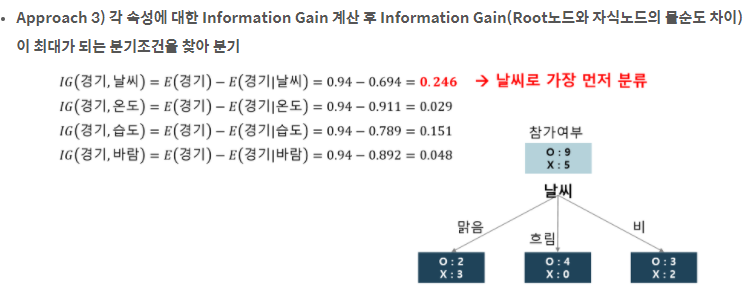 • Approach 3) 각 속성에 대한 Information Gain 계산 후 Information Gain(Root노드와 자식노드의 불순도 차이)
이 최대가 되는 분기조건을 찾아 분기
IG(경기, 날씨) = E(경기) − E(경기|날씨) = 0.94 − 0.694 = 0.246 → 날씨로 가장 먼저 분류
IG(경기, 온도) = E(경기) − E(경기|온도) = 0.94 − 0.911 = 0.029
IG(경기, 습도) = E(경기) − E(경기|습도) = 0.94 − 0.789 = 0.151
IG(경기, 바람) = E(경기) − E(경기|바람) = 0.94 − 0.892 = 0.048
참가여부
O : 9
X : 5
날씨
맑음
흐림
비
O : 2
X : 3
O : 4
X : 0
O : 3
X : 2